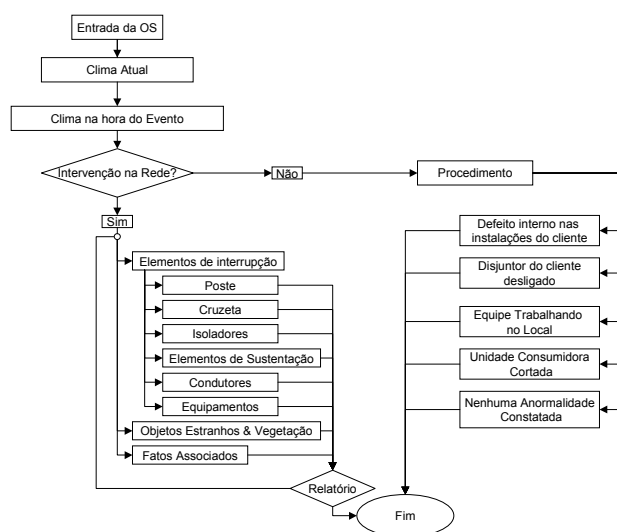 Entrada da OS
Clima Atual
Clima na hora do Evento
Intervenção na Rede?
Não
Procedimento
Sim
Elementos de interrupção
Poste
Cruzeta
Isoladores
Elementos de Sustentação
Condutores
Equipamentos
Objetos Estranhos & Vegetação
Fatos Associados
Relatório
Defeito interno nas
instalações do cliente
Disjuntor do cliente
desligado
Equipe Trabalhando
no Local
Unidade Consumidora
Cortada
Nenhuma Anormalidade
Constatada
Fim